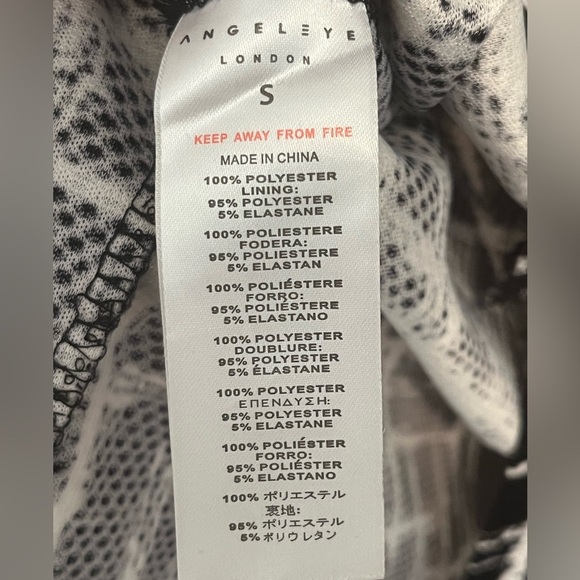 ANGELEYE
LONDON
S
KEEP AWAY FROM FIRE
MADE IN CHINA
100% POLYESTER
LINING:
95% POLYESTER
5% ELASTANE
100% POLIESTERE
FODERA:
95% POLIESTERE
5% ELASTAN
100% POLIÉSTERE
FORRO:
95% POLIÉSTERE
5% ELASTANO
100% POLYESTER
DOUBLURE:
95% POLYESTER
5% ÉLASTANE
100% POLYESTER
ΕΠΕΝΔΥΣΗ:
95% POLYESTER
5% ELASTANE
100% POLIÉSTER
FORRO:
95% POLIÉSTER
5% ELASTANO
100% ポリエステル
裏地:
95% ポリエステル
5% ポリウレタン